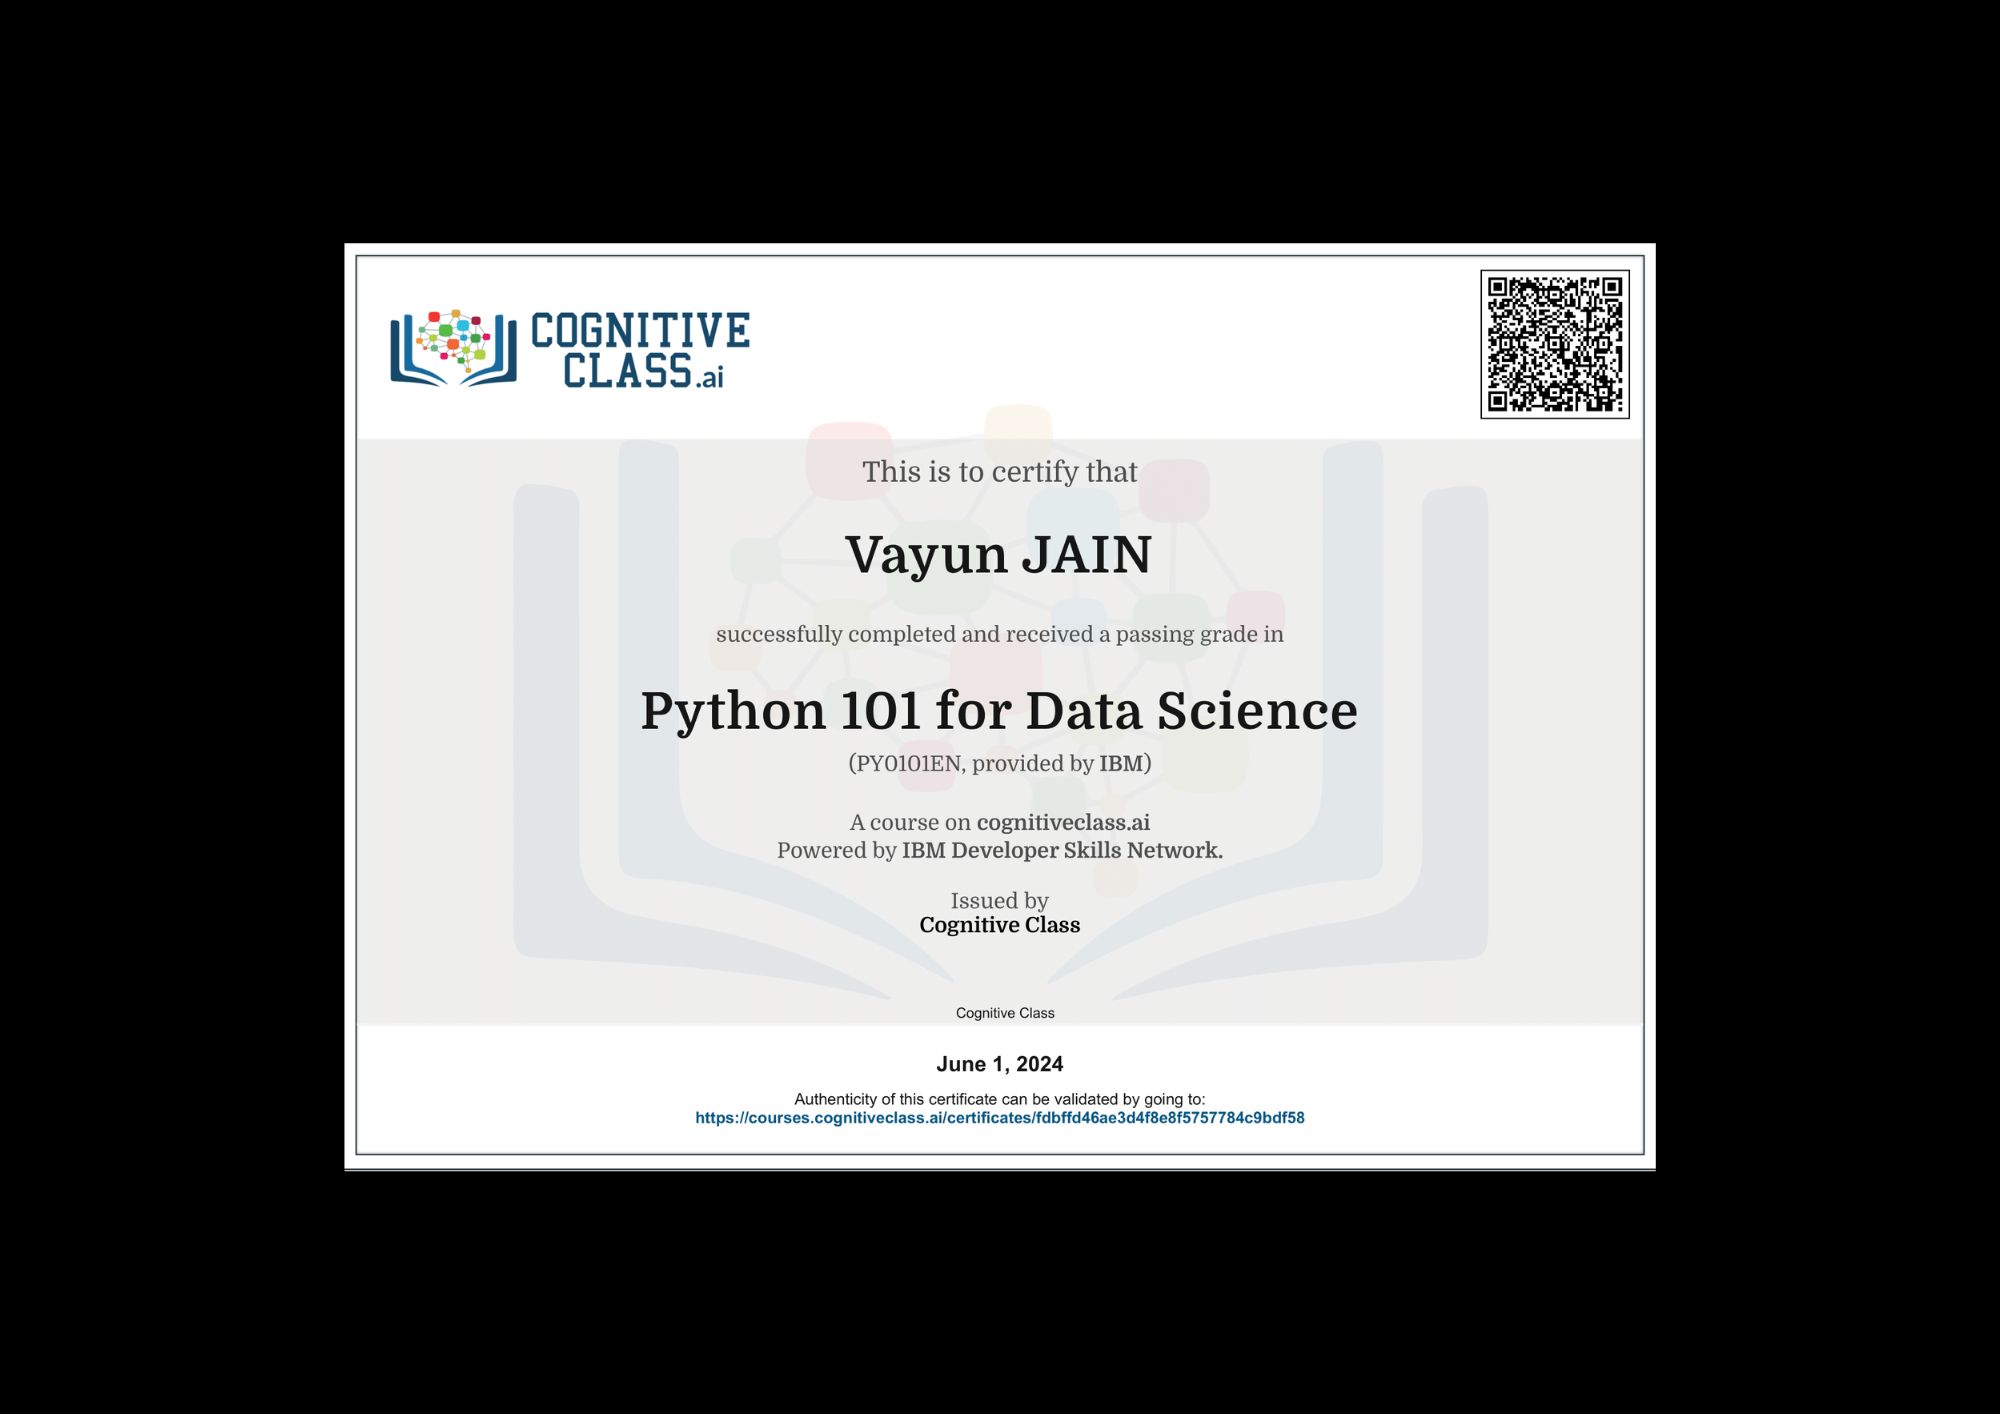 COGNITIVE
CLASS.ai
This is to certify that
Vayun JAIN
successfully completed and received a passing grade in
Python 101 for Data Science
(PY0101EN, provided by IBM)
A course on cognitiveclass.ai
Powered by IBM Developer Skills Network.
Issued by
Cognitive Class
Cognitive Class
June 1, 2024
Authenticity of this certificate can be validated by going to:
https://courses.cognitiveclass.ai/certificates/fdbffd46ae3d4f8e8f5757784c9bdf58